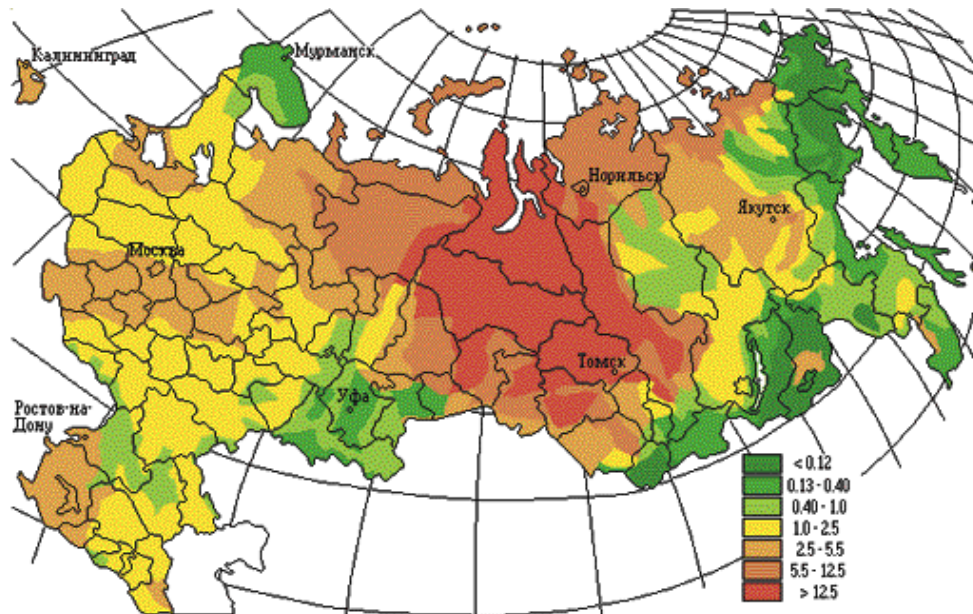 Калининград
Мурманск
Норильск
Якутск
Москва
Томск
Уфа
Ростов-на-
Дону
< 0.12
0.13 - 0.40
0.40 - 1.0
1.0 - 2.5
2.5 - 5.5
5.5 - 12.5
> 12.5